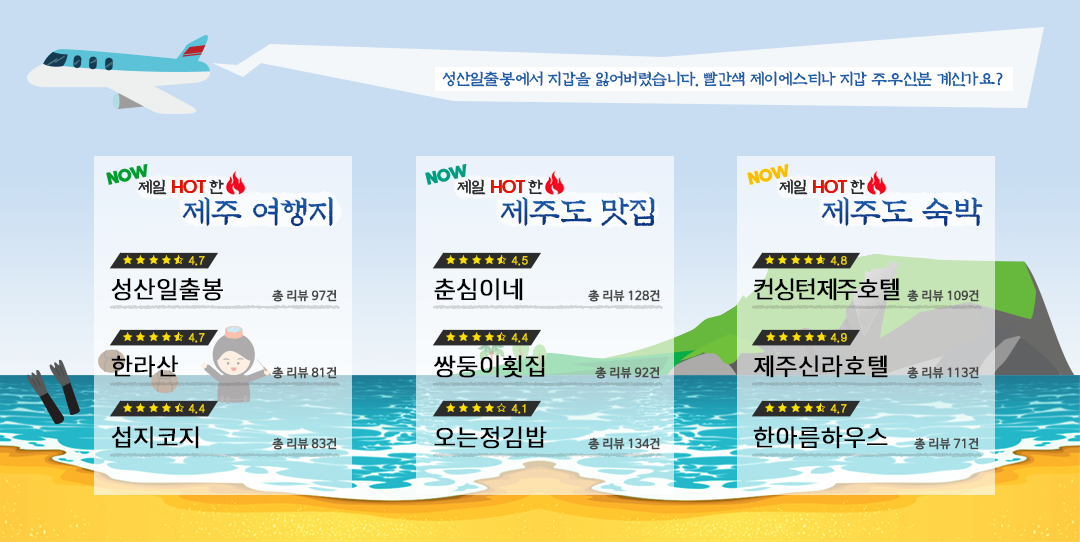 성산일출봉에서 지갑을 잃어버렸습니다. 빨간색 제이에스티나 지갑 주우신분 계신가요?
NOW
제일 HOT 한
제주 여행지
4.7
성산일출봉 총 리뷰 97건
4.7
한라산 총 리뷰 81건
4.4
섭지코지 총 리뷰 83건
NOW
제일 HOT 한
제주도 맛집
4.5
춘심이네 총 리뷰 128건
4.4
쌍둥이횟집 총 리뷰 92건
4.1
오는정김밥 총 리뷰 134건
NOW
제일 HOT 한
제주도 숙박
4.8
컨싱턴제주호텔 총 리뷰 109건
4.9
제주신라호텔 총 리뷰 113건
4.7
한아름하우스 총 리뷰 71건